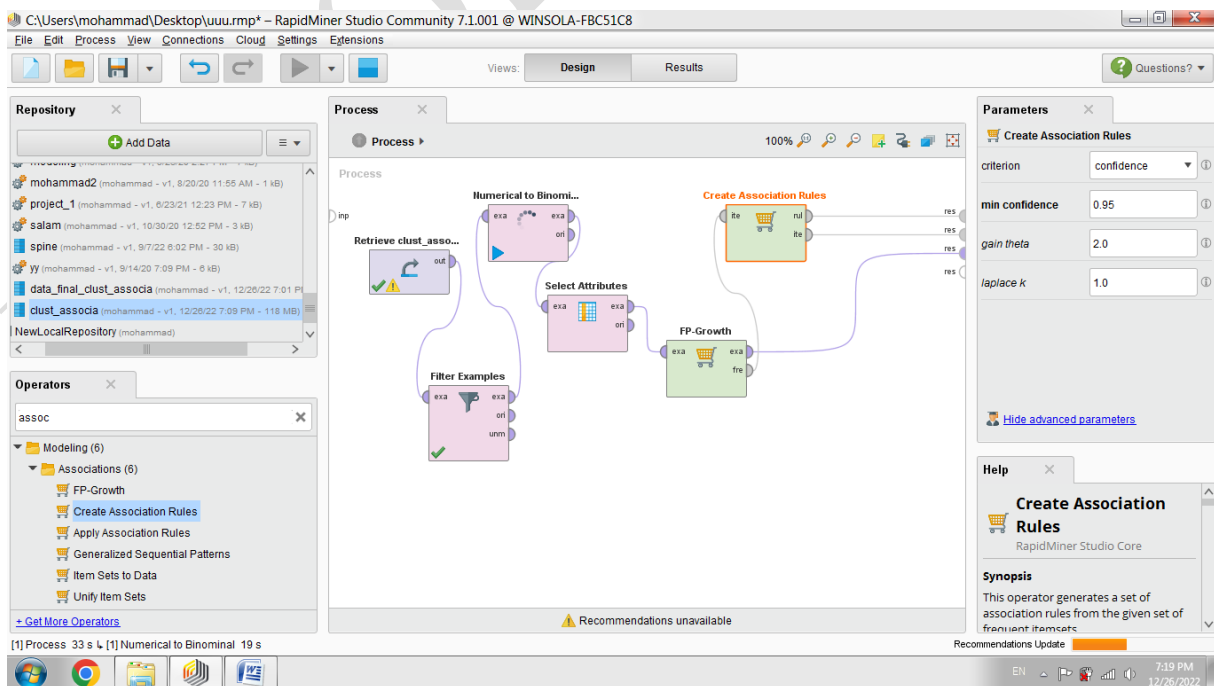 C:\Users\mohammad\Desktop\uuu.rmp* – RapidMiner Studio Community 7.1.001 @ WINSOLA-FBC51C8
File Edit Process View Connections Cloud Settings Extensions
Views: Design Results Questions?
Repository
Add Data
mohammad2 (mohammad - v1, 8/20/20 11:55 AM - 1 kB)
project_1 (mohammad - v1, 6/23/21 12:23 PM - 7 kB)
salam (mohammad - v1, 10/30/20 12:52 PM - 3 kB)
spine (mohammad - v1, 9/7/22 6:02 PM - 30 kB)
yy (mohammad - v1, 9/14/20 7:09 PM - 6 kB)
data_final_clust_associa (mohammad - v1, 12/26/22 7:01 P
clust_associa (mohammad - v1, 12/26/22 7:09 PM - 118 MB)
NewLocalRepository (mohammad)
Operators
assoc
Modeling (6)
Associations (6)
FP-Growth
Create Association Rules
Apply Association Rules
Generalized Sequential Patterns
Item Sets to Data
Unify Item Sets
+ Get More Operators
Process
Process
100%
Process
inp
Retrieve clust_asso...
out
Numerical to Binomi...
exa exa
ori
Filter Examples
exa exa
ori
unm
Select Attributes
exa exa
ori
FP-Growth
exa exa
fre
Create Association Rules
ite rul
ite
res
res
res
res
Recommendations unavailable
Parameters
Create Association Rules
criterion confidence
min confidence 0.95
gain theta 2.0
laplace k 1.0
Hide advanced parameters
Help
Create Association
Rules
RapidMiner Studio Core
Synopsis
This operator generates a set of
association rules from the given set of
frequent itemsets
[1] Process 33 s [1] Numerical to Binominal 19 s
Recommendations Update
EN
7:19 PM
12/26/2022